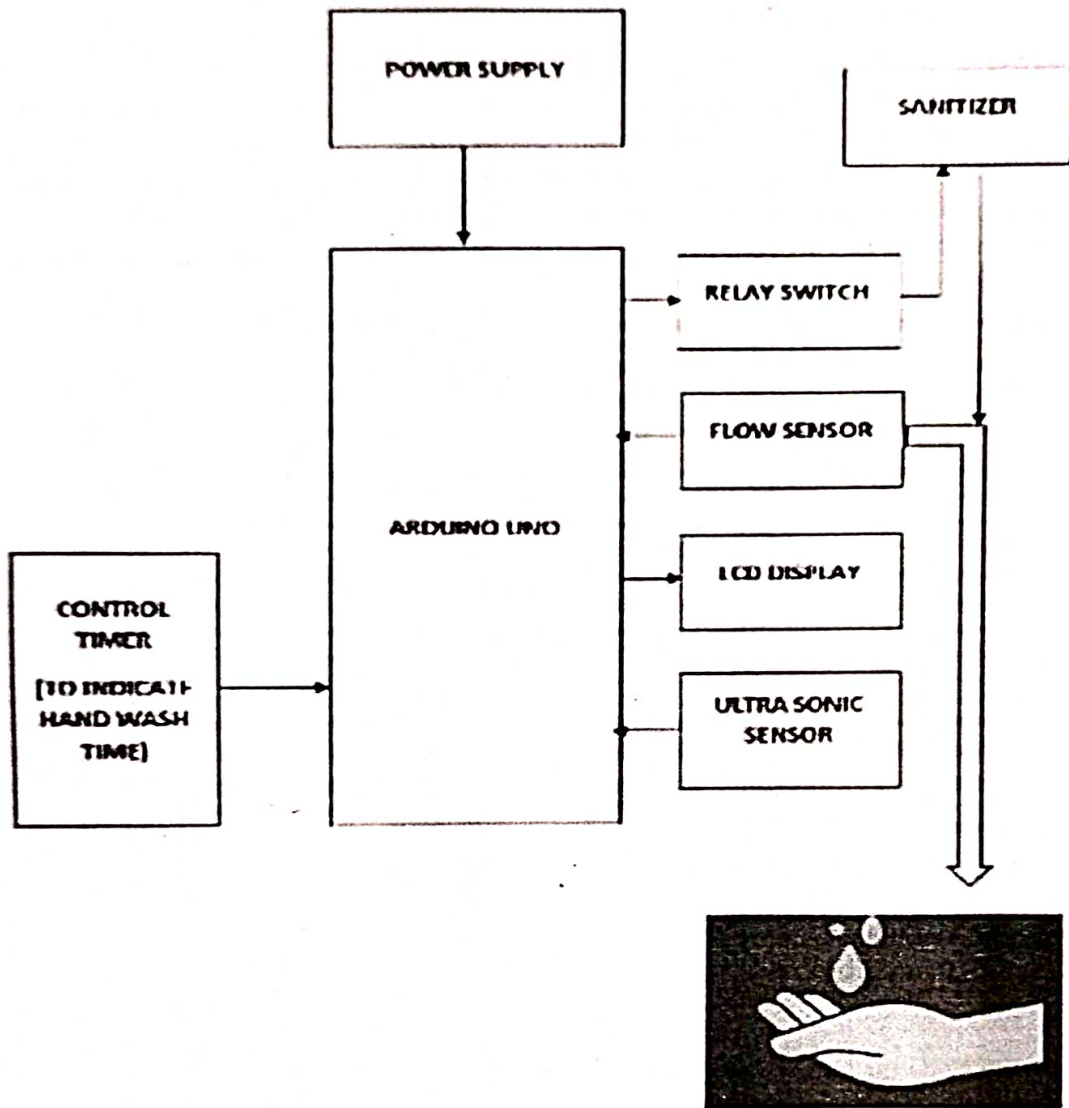 POWER SUPPLY
SANITIZER
RELAY SWITCH
FLOW SENSOR
ARDUINO UNO
LCD DISPLAY
CONTROL
TIMER
[TO INDICATE
HAND WASH
TIME]
ULTRA SONIC
SENSOR